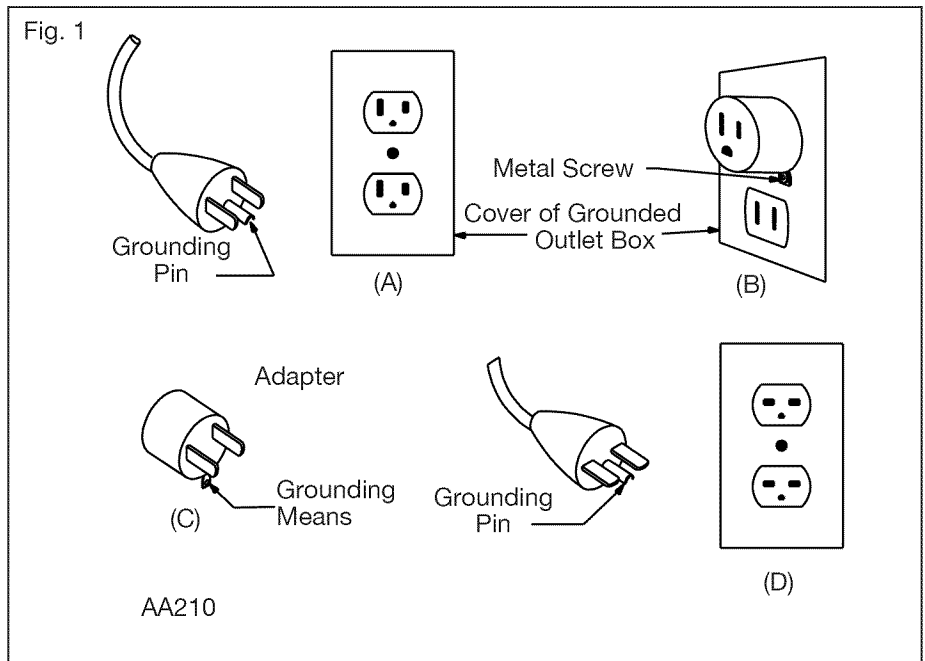 Fig. 1
Metal Screw
Cover of Grounded
Outlet Box
Grounding
Pin
(A)
(B)
Adapter
Grounding
Means
(C)
Grounding
Pin
(D)
AA210